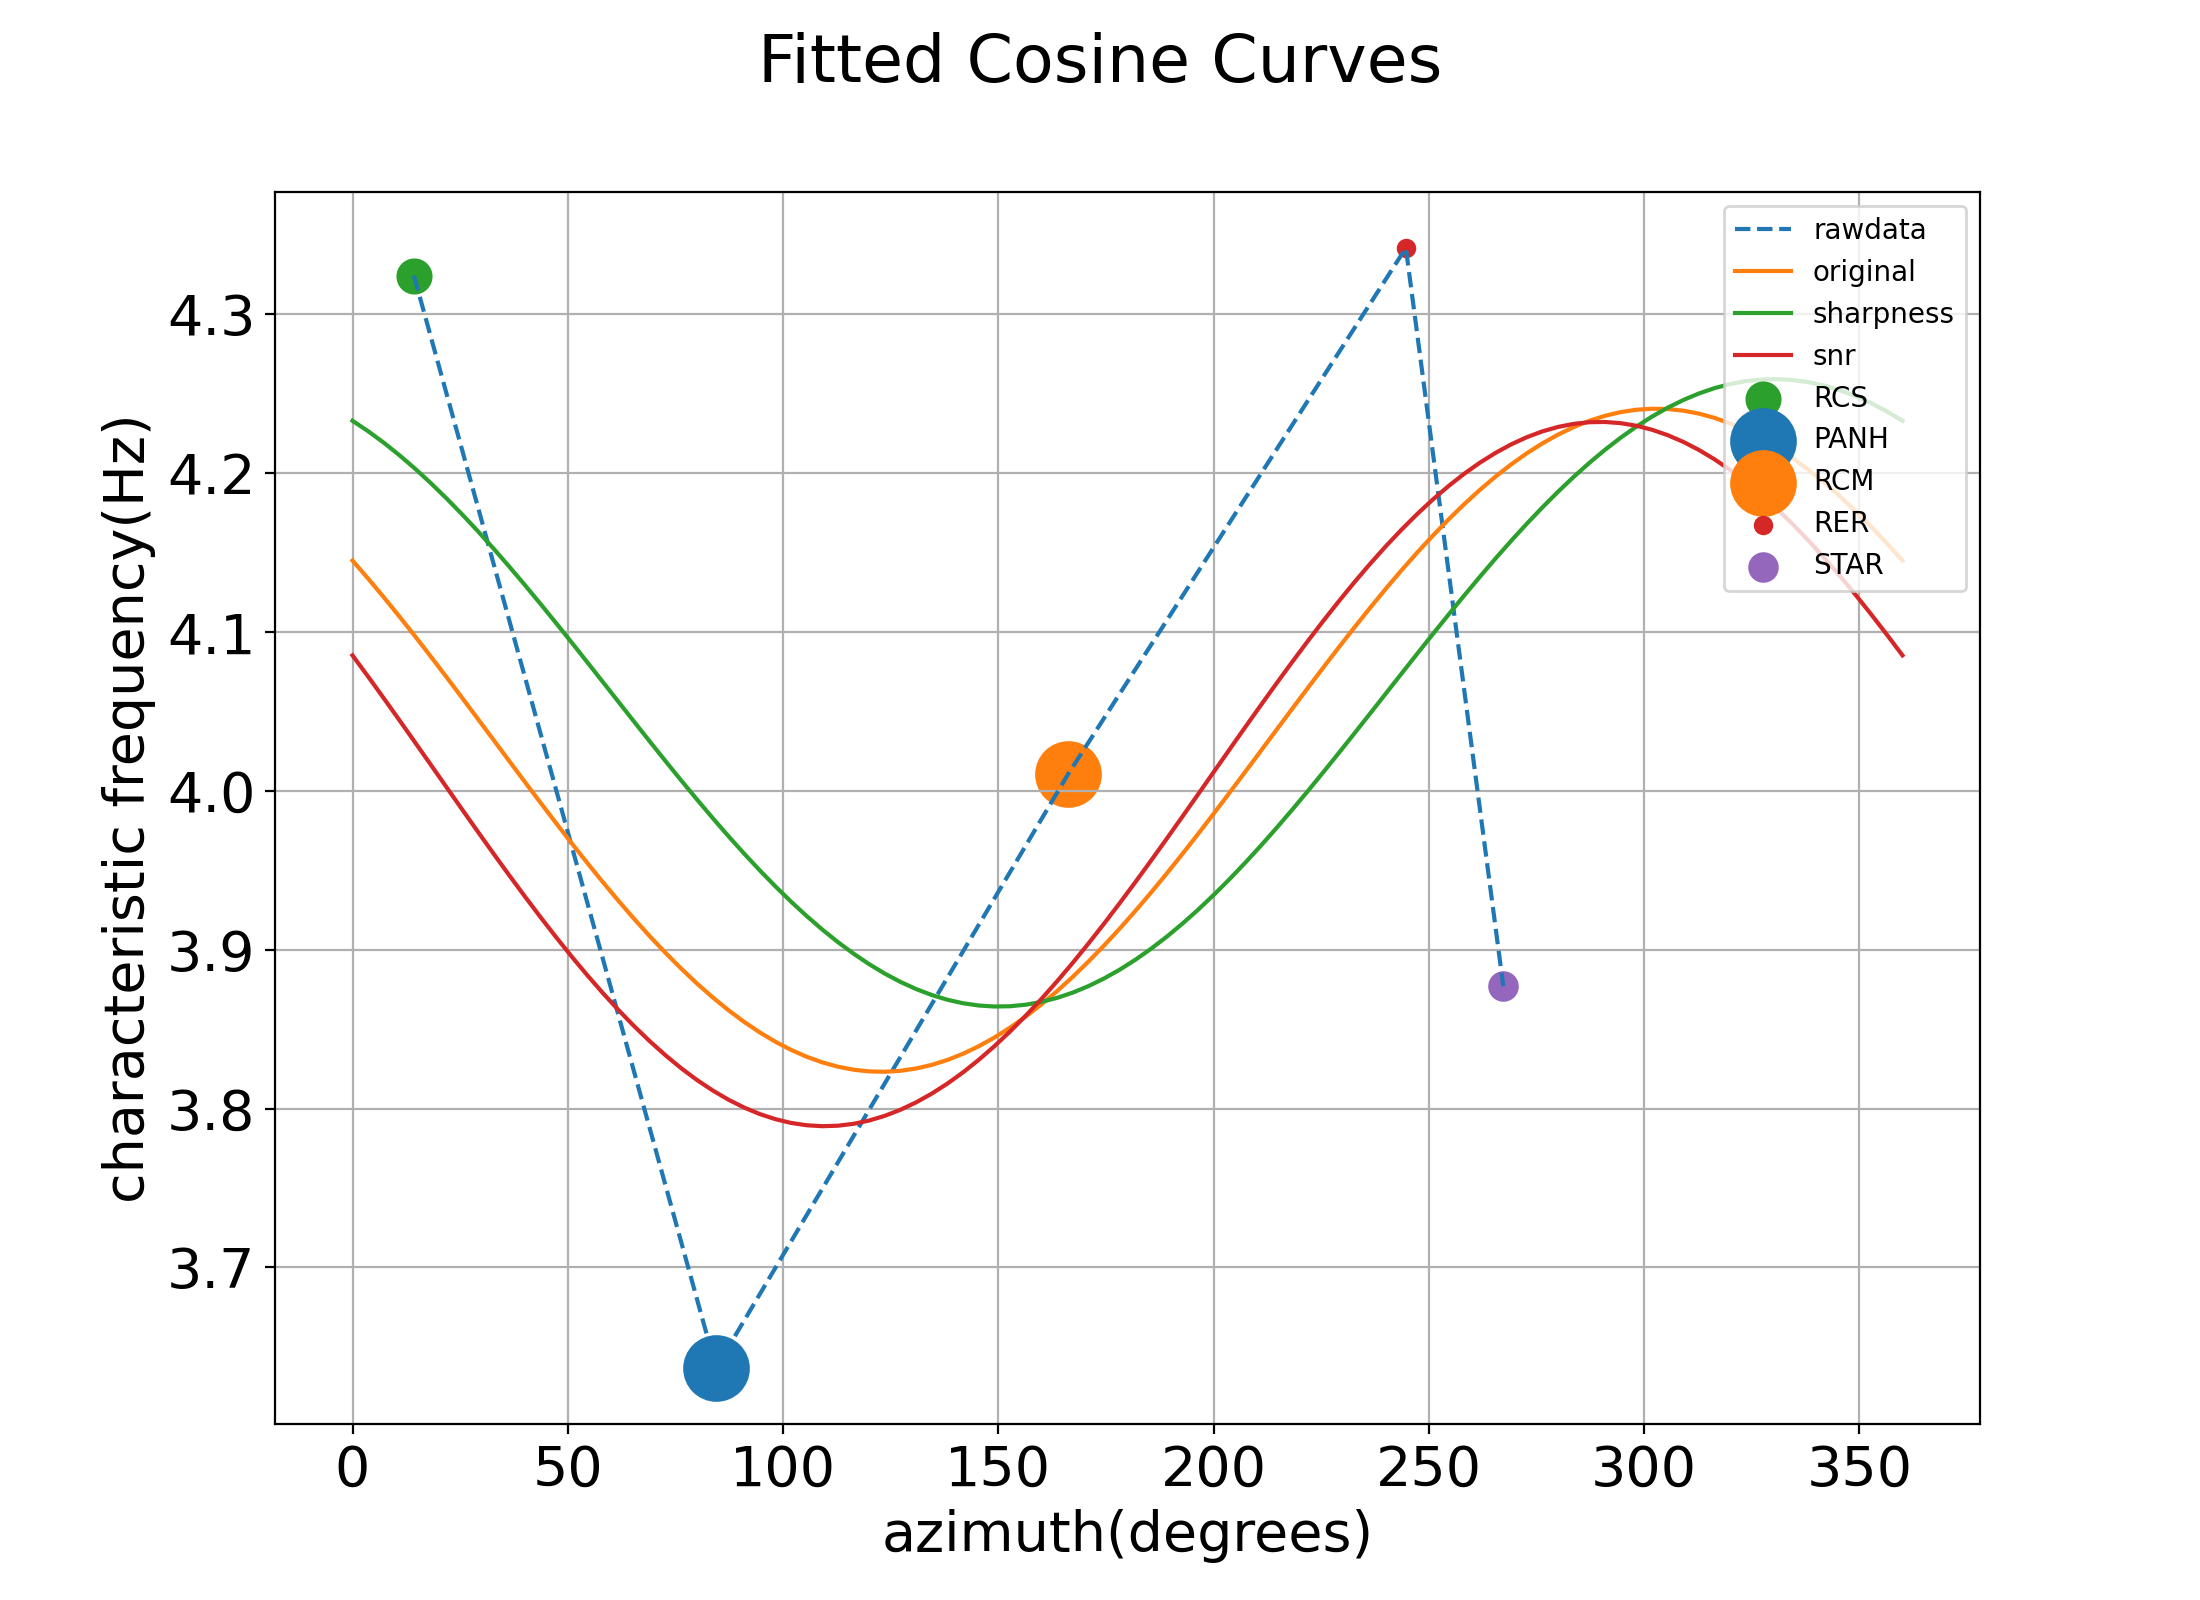 Fitted Cosine Curves
characteristic frequency(Hz)
4.3
4.2
4.1
4.0
3.9
3.8
3.7
rawdata
original
sharpness
snr
RCS
PANH
RCM
RER
STAR
0 50 100 150 200 250 300 350
azimuth(degrees)